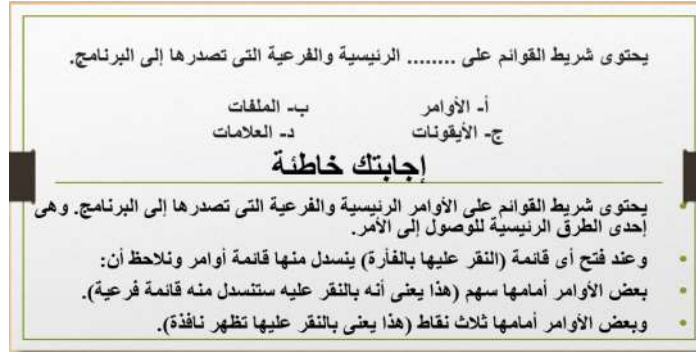 يحتوى شريط القوائم على ........ الرئيسية والفرعية التى تصدرها إلى البرنامج.
أ- الأوامر ب- الملفات
ج- الأيقونات د- العلامات
إجابتك خاطئة
• يحتوى شريط القوائم على الأوامر الرئيسية والفرعية التى تصدرها إلى البرنامج. وهى
إحدى الطرق الرئيسية للوصول إلى الأمر.
• وعند فتح أى قائمة (النقر عليها بالفأرة) ينسدل منها قائمة أوامر ونلاحظ أن:
• بعض الأوامر أمامها سهم (هذا يعنى أنه بالنقر عليه ستنسدل منه قائمة فرعية).
• وبعض الأوامر أمامها ثلاث نقاط (هذا يعنى بالنقر عليها تظهر نافذة).